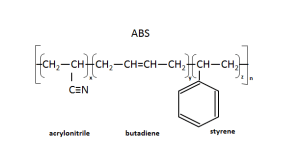 ABS
CH₂—CH CH₂—CH=CH—CH₂ CH—CH₂
x y z n
C≡N
acrylonitrile butadiene styrene